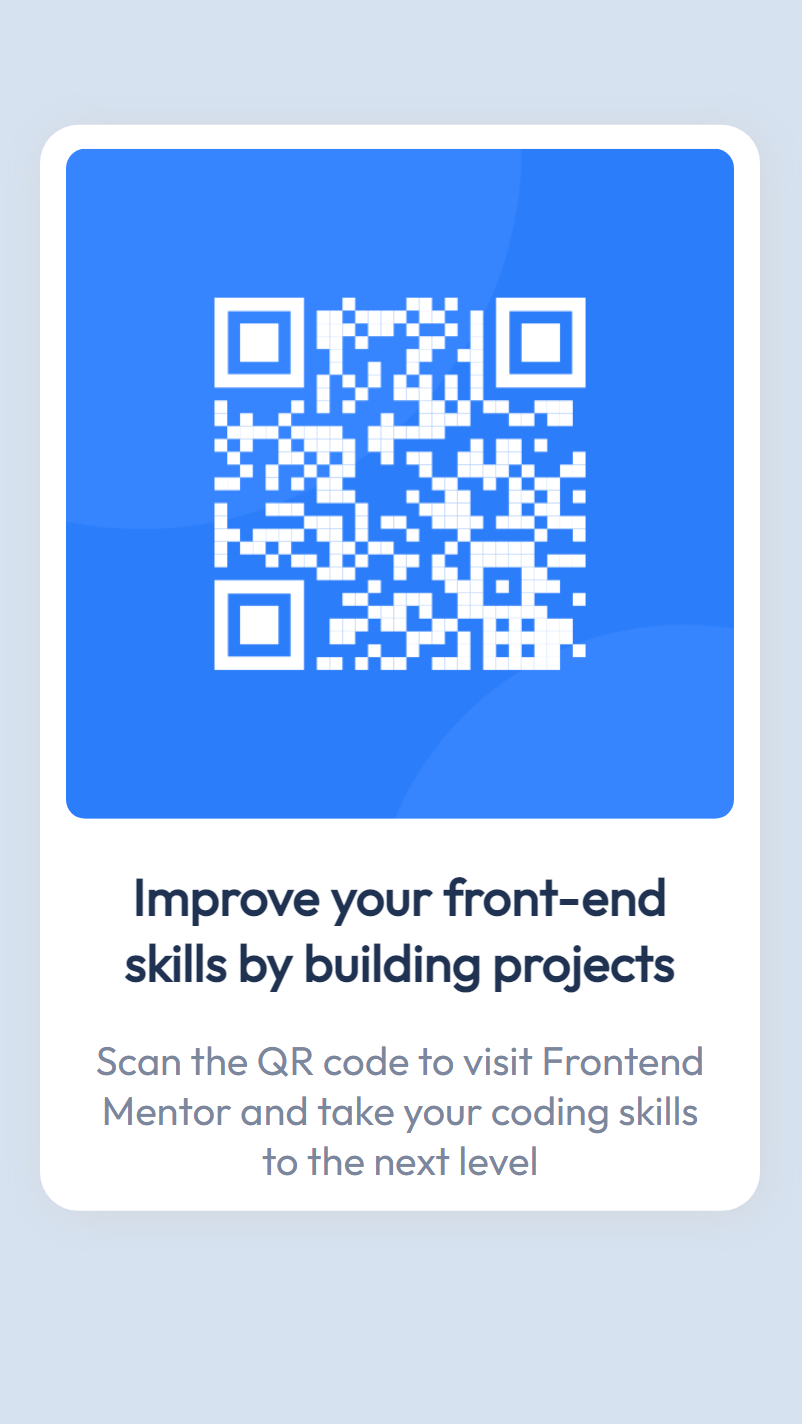 Improve your front-end
skills by building projects
Scan the QR code to visit Frontend
Mentor and take your coding skills
to the next level